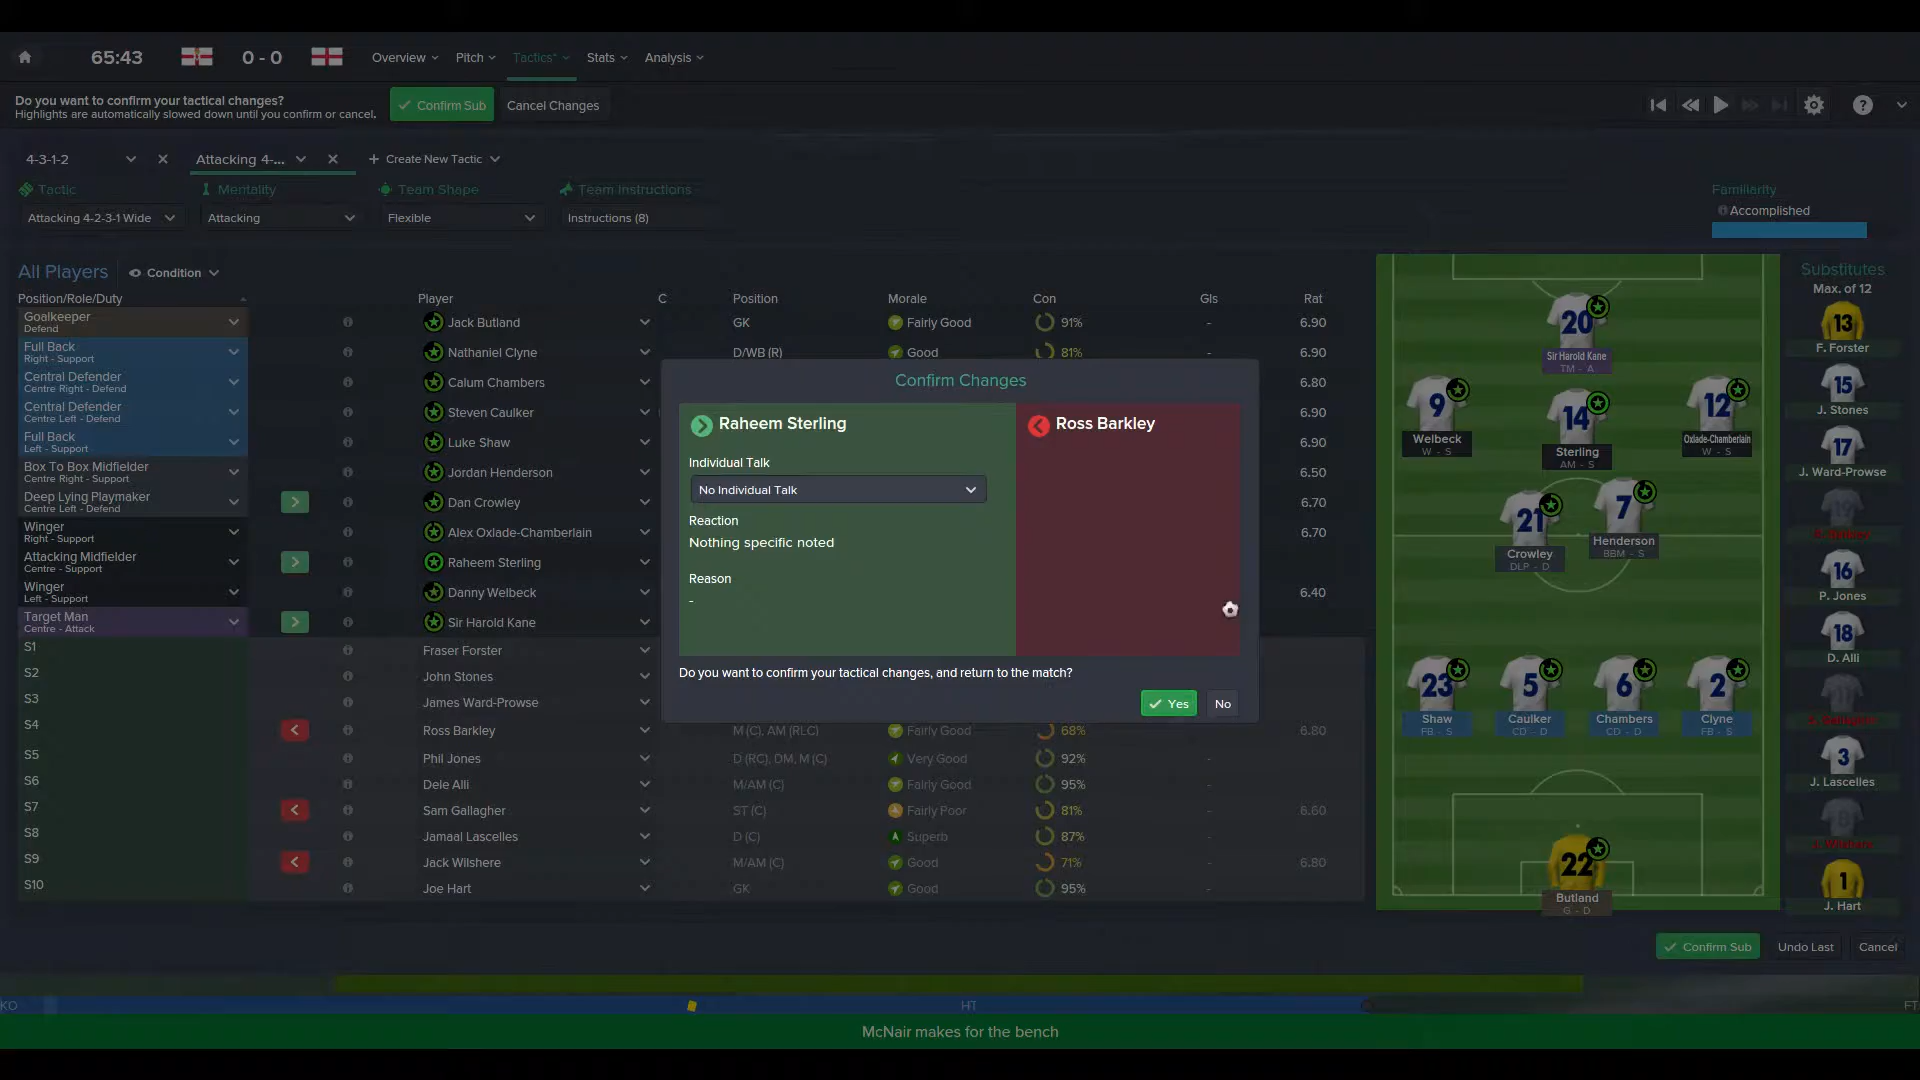 65:43
0 - 0
Overview
Pitch
Tactics*
Stats
Analysis
Do you want to confirm your tactical changes?
Highlights are automatically slowed down until you confirm or cancel.
Confirm Sub
Cancel Changes
4-3-1-2
Attacking 4-...
Create New Tactic
Tactic
Mentality
Team Shape
Team Instructions
Familiarity
Attacking 4-2-3-1 Wide
Attacking
Flexible
Instructions (8)
Accomplished
All Players
Condition
Position/Role/Duty
Player
C
Position
Morale
Con
Gls
Rat
Goalkeeper
Defend
Jack Butland
GK
Fairly Good
91%
-
6.90
Full Back
Right - Support
Nathaniel Clyne
D/WB (R)
Good
81%
-
6.90
Central Defender
Centre Right - Defend
Calum Chambers
6.80
Central Defender
Centre Left - Defend
Steven Caulker
6.90
Full Back
Left - Support
Luke Shaw
6.90
Box To Box Midfielder
Centre Right - Support
Jordan Henderson
6.50
Deep Lying Playmaker
Centre Left - Defend
Dan Crowley
6.70
Winger
Right - Support
Alex Oxlade-Chamberlain
6.70
Attacking Midfielder
Centre - Support
Raheem Sterling
Winger
Left - Support
Danny Welbeck
6.40
Target Man
Centre - Attack
Sir Harold Kane
S1
Fraser Forster
S2
John Stones
S3
James Ward-Prowse
S4
Ross Barkley
M (C), AM (RLC)
Fairly Good
68%
-
6.80
S5
Phil Jones
D (RC), DM, M (C)
Very Good
92%
-
S6
Dele Alli
M/AM (C)
Fairly Good
95%
-
S7
Sam Gallagher
ST (C)
Fairly Poor
81%
-
6.60
S8
Jamaal Lascelles
D (C)
Superb
87%
-
S9
Jack Wilshere
M/AM (C)
Good
71%
-
6.80
S10
Joe Hart
GK
Good
95%
-
Confirm Changes
Raheem Sterling
Ross Barkley
Individual Talk
No Individual Talk
Reaction
Nothing specific noted
Reason
-
Do you want to confirm your tactical changes, and return to the match?
Yes
No
20
Sir Harold Kane
TM - A
9
Welbeck
W - S
14
Sterling
AM - S
12
Oxlade-Chamberlain
W - S
21
Crowley
DLP - D
7
Henderson
BBM - S
23
Shaw
FB - S
5
Caulker
CD - D
6
Chambers
CD - D
2
Clyne
FB - S
22
Butland
G - D
Substitutes
Max. of 12
13
F. Forster
15
J. Stones
17
J. Ward-Prowse
19
16
P. Jones
18
D. Alli
3
J. Lascelles
8
J. Wilshere
1
J. Hart
Confirm Sub
Undo Last
Cancel
KO
HT
FT
McNair makes for the bench